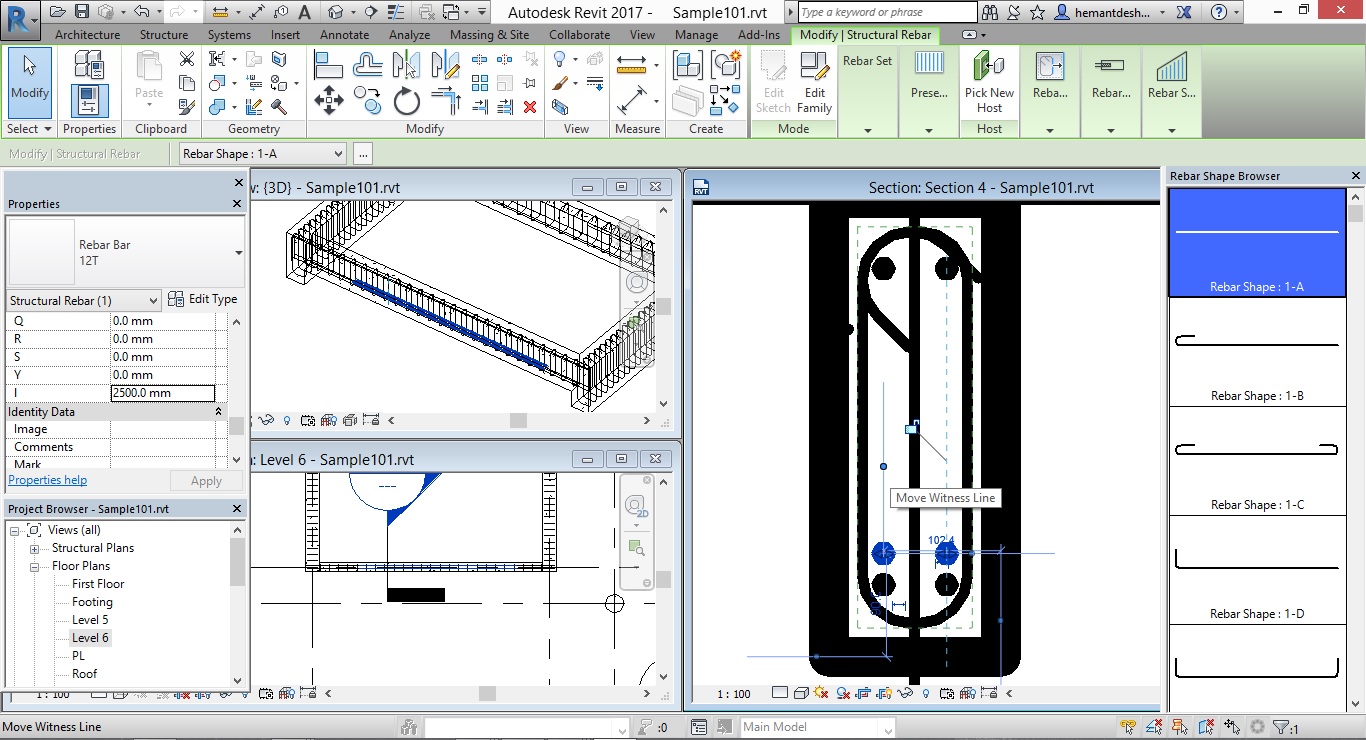 Autodesk Revit 2017 - Sample101.rvt
Type a keyword or phrase
hemantdesh...
Architecture Structure Systems Insert Annotate Analyze Massing & Site Collaborate View Manage Add-Ins Modify | Structural Rebar
Modify
Paste
Edit Sketch
Edit Family
Rebar Set
Prese...
Pick New Host
Reba...
Rebar...
Rebar S...
Select
Properties
Clipboard
Geometry
Modify
View
Measure
Create
Mode
Host
Modify | Structural Rebar
Rebar Shape : 1-A
...
Properties
Rebar Bar
12T
Structural Rebar (1)
Edit Type
Q 0.0 mm
R 0.0 mm
S 0.0 mm
Y 0.0 mm
I 2500.0 mm
Identity Data
Image
Comments
Mark
Properties help
Apply
Project Browser - Sample101.rvt
Views (all)
Structural Plans
Floor Plans
First Floor
Footing
Level 5
Level 6
PL
Roof
w: {3D} - Sample101.rvt
n: Level 6 - Sample101.rvt
2D
1 : 100
Section: Section 4 - Sample101.rvt
RVT
Move Witness Line
102.4
1 : 100
Rebar Shape Browser
Rebar Shape : 1-A
Rebar Shape : 1-B
Rebar Shape : 1-C
Rebar Shape : 1-D
Move Witness Line
:0
Main Model
:1